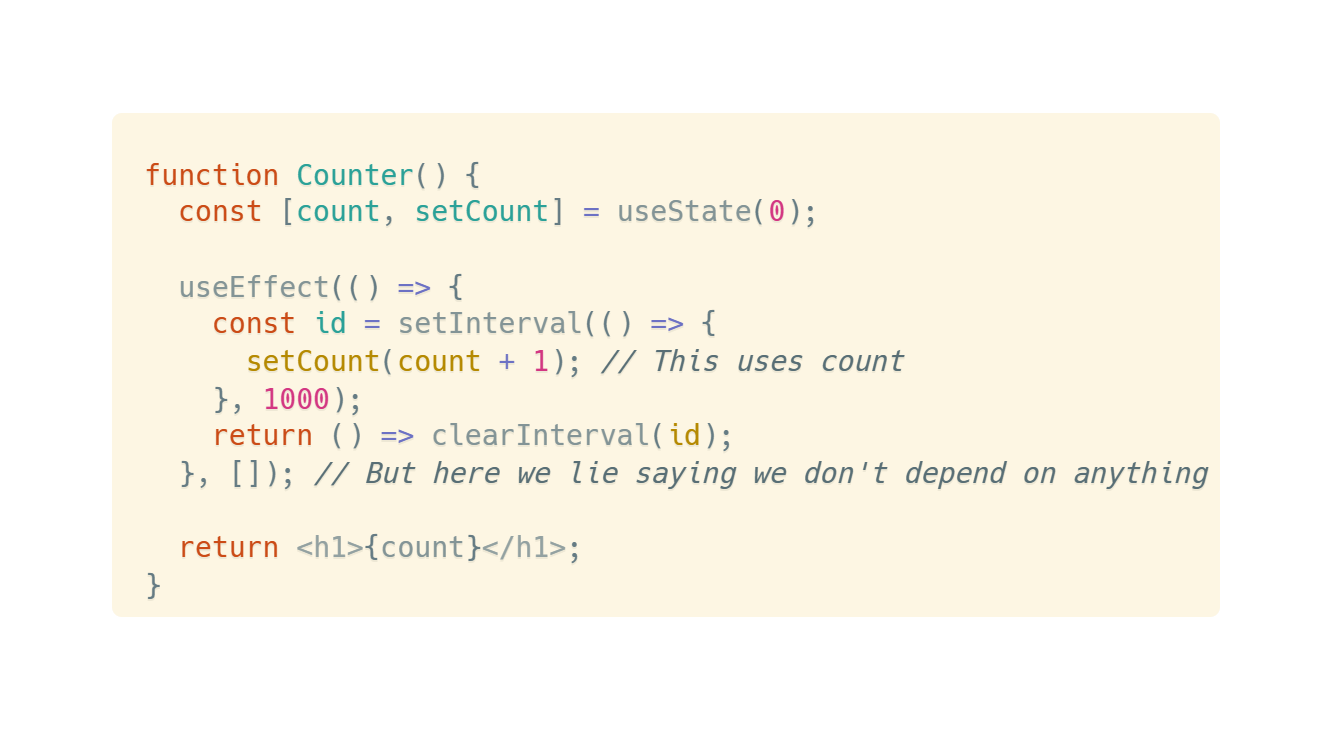 function Counter() {
  const [count, setCount] = useState(0);

  useEffect(() => {
    const id = setInterval(() => {
      setCount(count + 1); // This uses count
    }, 1000);
    return () => clearInterval(id);
  }, []); // But here we lie saying we don't depend on anything

  return <h1>{count}</h1>;
}